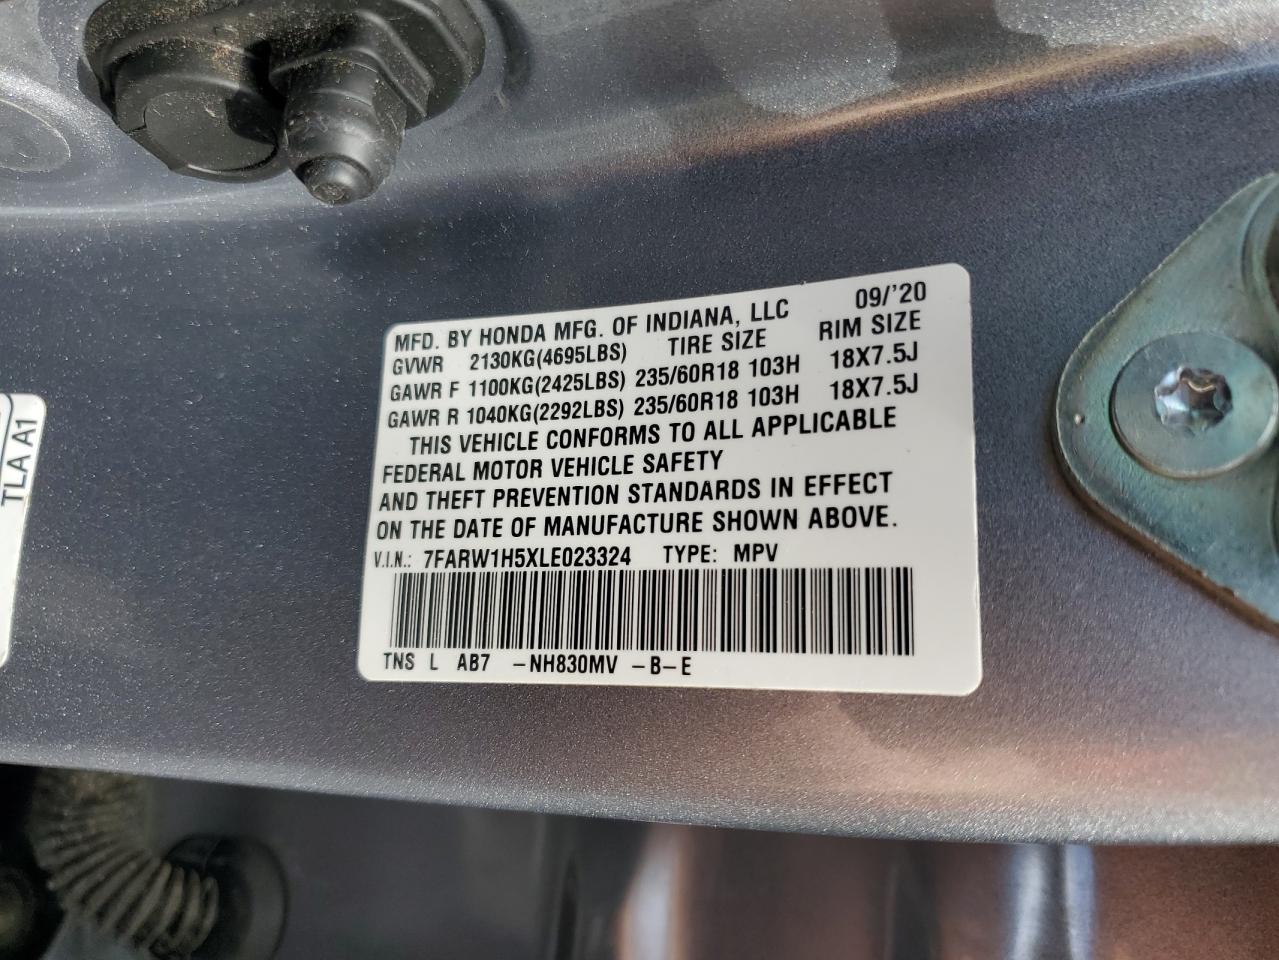 MFD. BY HONDA MFG. OF INDIANA, LLC 09/'20
GVWR 2130KG(4695LBS) TIRE SIZE RIM SIZE
GAWR F 1100KG(2425LBS) 235/60R18 103H 18X7.5J
GAWR R 1040KG(2292LBS) 235/60R18 103H 18X7.5J
THIS VEHICLE CONFORMS TO ALL APPLICABLE
FEDERAL MOTOR VEHICLE SAFETY
AND THEFT PREVENTION STANDARDS IN EFFECT
ON THE DATE OF MANUFACTURE SHOWN ABOVE.
V.I.N.: 7FARW1H5XLE023324 TYPE: MPV
TNS L AB7 -NH830MV -B-E
TLA A1